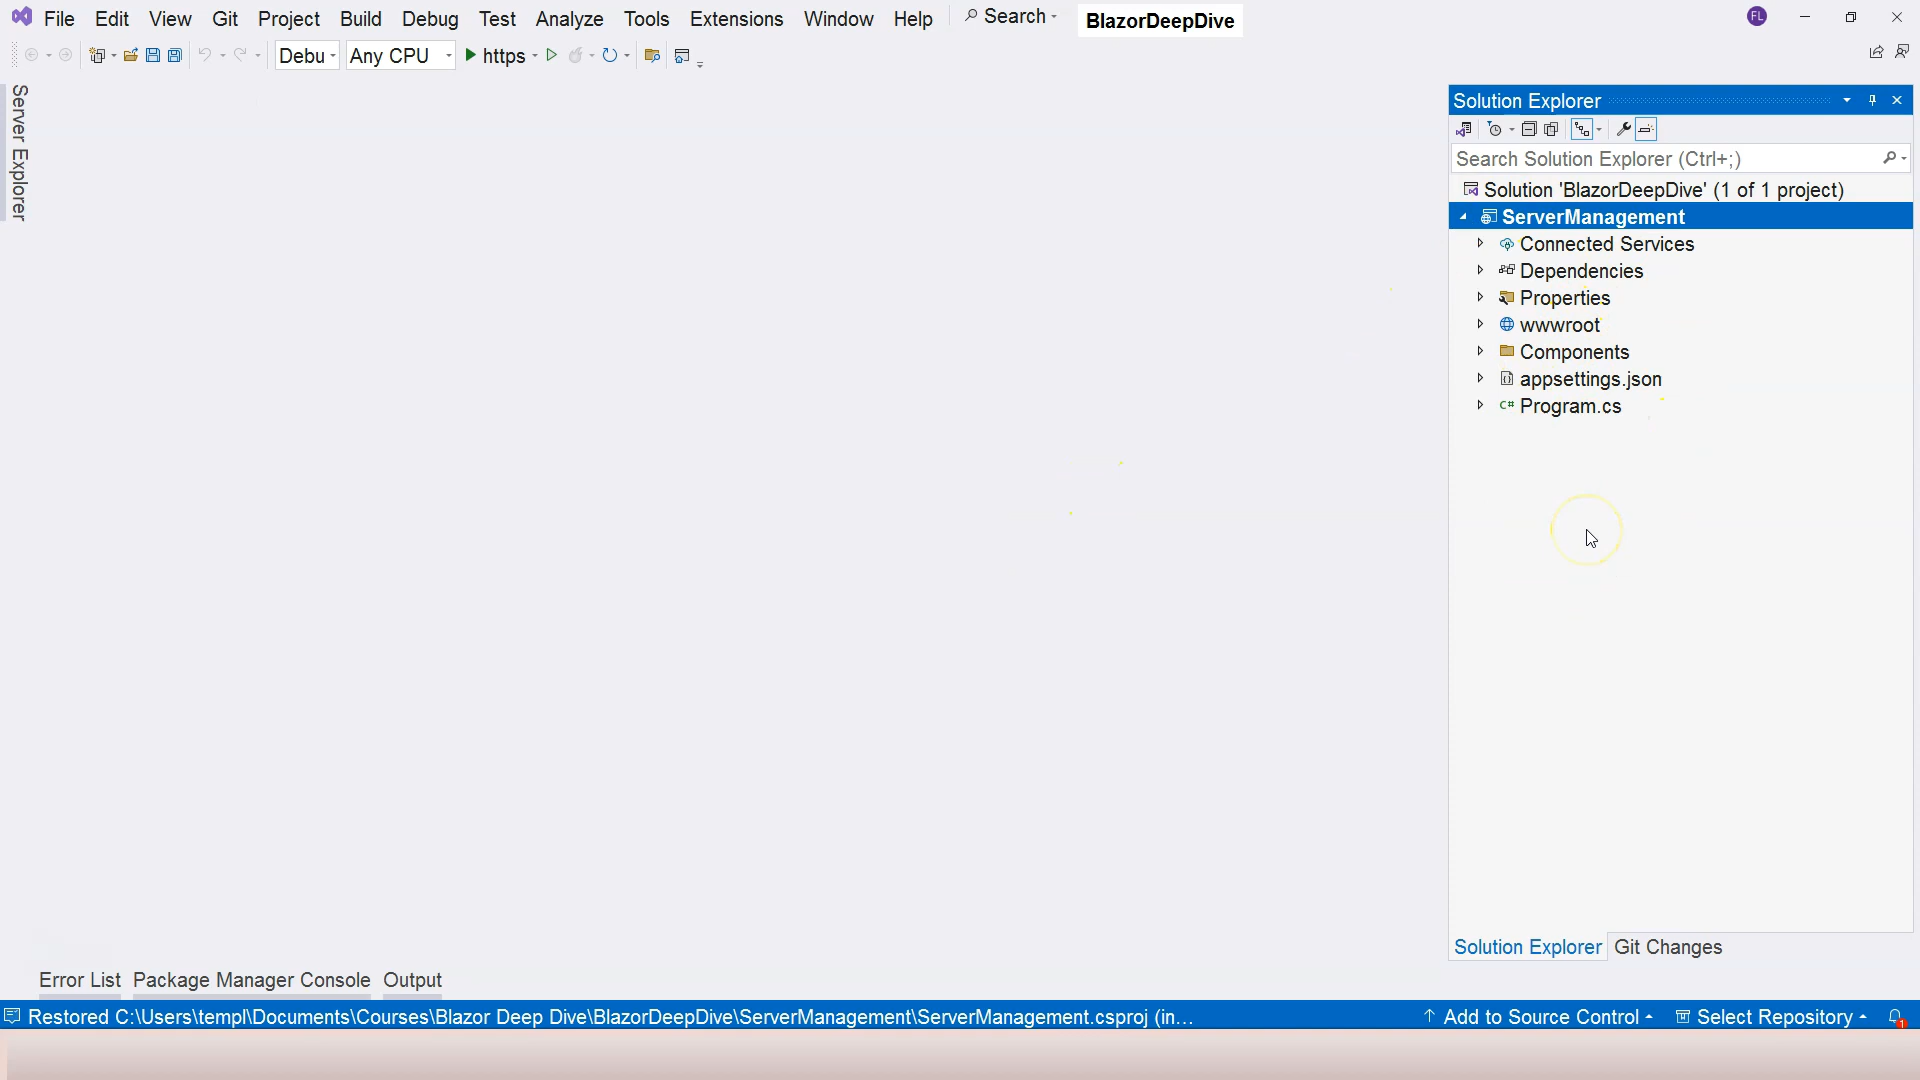 File Edit View Git Project Build Debug Test Analyze Tools Extensions Window Help Search BlazorDeepDive FL
Debu Any CPU https
Server Explorer
Solution Explorer
Search Solution Explorer (Ctrl+;)
Solution 'BlazorDeepDive' (1 of 1 project)
ServerManagement
Connected Services
Dependencies
Properties
wwwroot
Components
appsettings.json
C# Program.cs
Solution Explorer Git Changes
Error List Package Manager Console Output
Restored C:\Users\templ\Documents\Courses\Blazor Deep Dive\BlazorDeepDive\ServerManagement\ServerManagement.csproj (in... Add to Source Control Select Repository 1